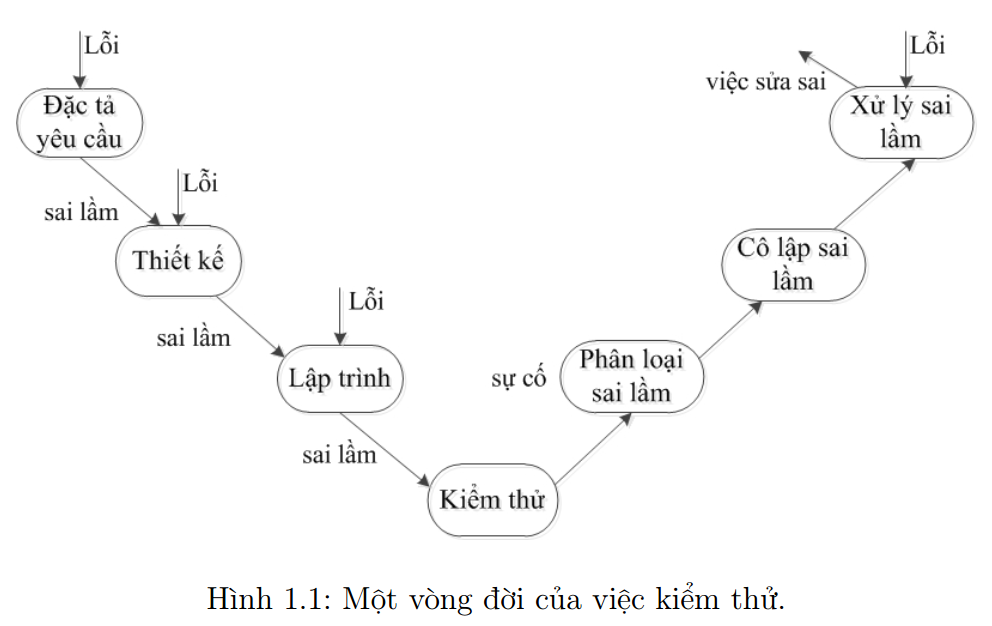 Lỗi
Đặc tả
yêu cầu
sai lầm
Lỗi
Thiết kế
sai lầm
Lỗi
Lập trình
sai lầm
Kiểm thử
sự cố
Phân loại
sai lầm
Cô lập sai
lầm
Lỗi
việc sửa sai
Xử lý sai
lầm
Hình 1.1: Một vòng đời của việc kiểm thử.